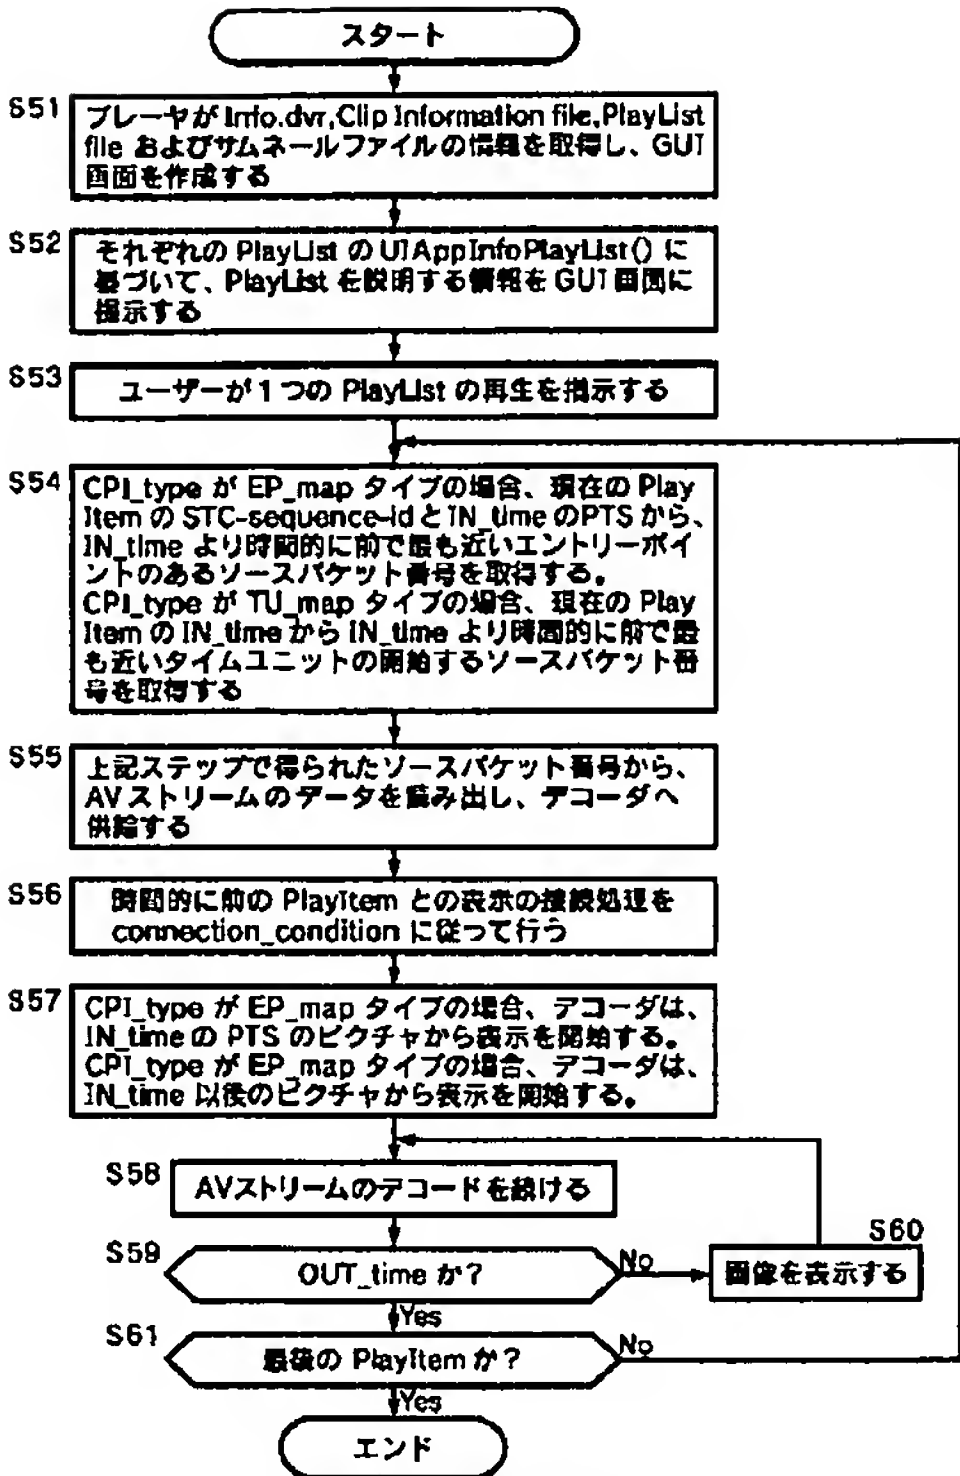 スタート
S51
プレーヤが Info.dvr,Clip Information file,PlayList
file およびサムネールファイルの情報を取得し、GUI
画面を作成する
S52
それぞれの PlayList の UIAppInfoPlayList() に
基づいて、PlayList を説明する情報を GUI 画面に
提示する
S53
ユーザーが1つの PlayList の再生を指示する
S54
CPI_type が EP_map タイプの場合、現在の Play
Item の STC-sequence-id と IN_time のPTS から、
IN_time より時間的に前で最も近いエントリーポイ
ントのあるソースパケット番号を取得する。
CPI_type が TU_map タイプの場合、現在の Play
Item の IN_time から IN_time より時間的に前で最
も近いタイムユニットの開始するソースパケット番
号を取得する
S55
上記ステップで得られたソースパケット番号から、
AV ストリームのデータを読み出し、デコーダへ
供給する
S56
時間的に前の PlayItem との表示の接続処理を
connection_condition に従って行う
S57
CPI_type が EP_map タイプの場合、デコーダは、
IN_time の PTS のピクチャから表示を開始する。
CPI_type が EP_map タイプの場合、デコーダは、
IN_time 以後のピクチャから表示を開始する。
S58
AVストリームのデコードを続ける
S59
OUT_time か？
No
S60
画像を表示する
Yes
S61
最後の PlayItem か？
No
Yes
エンド